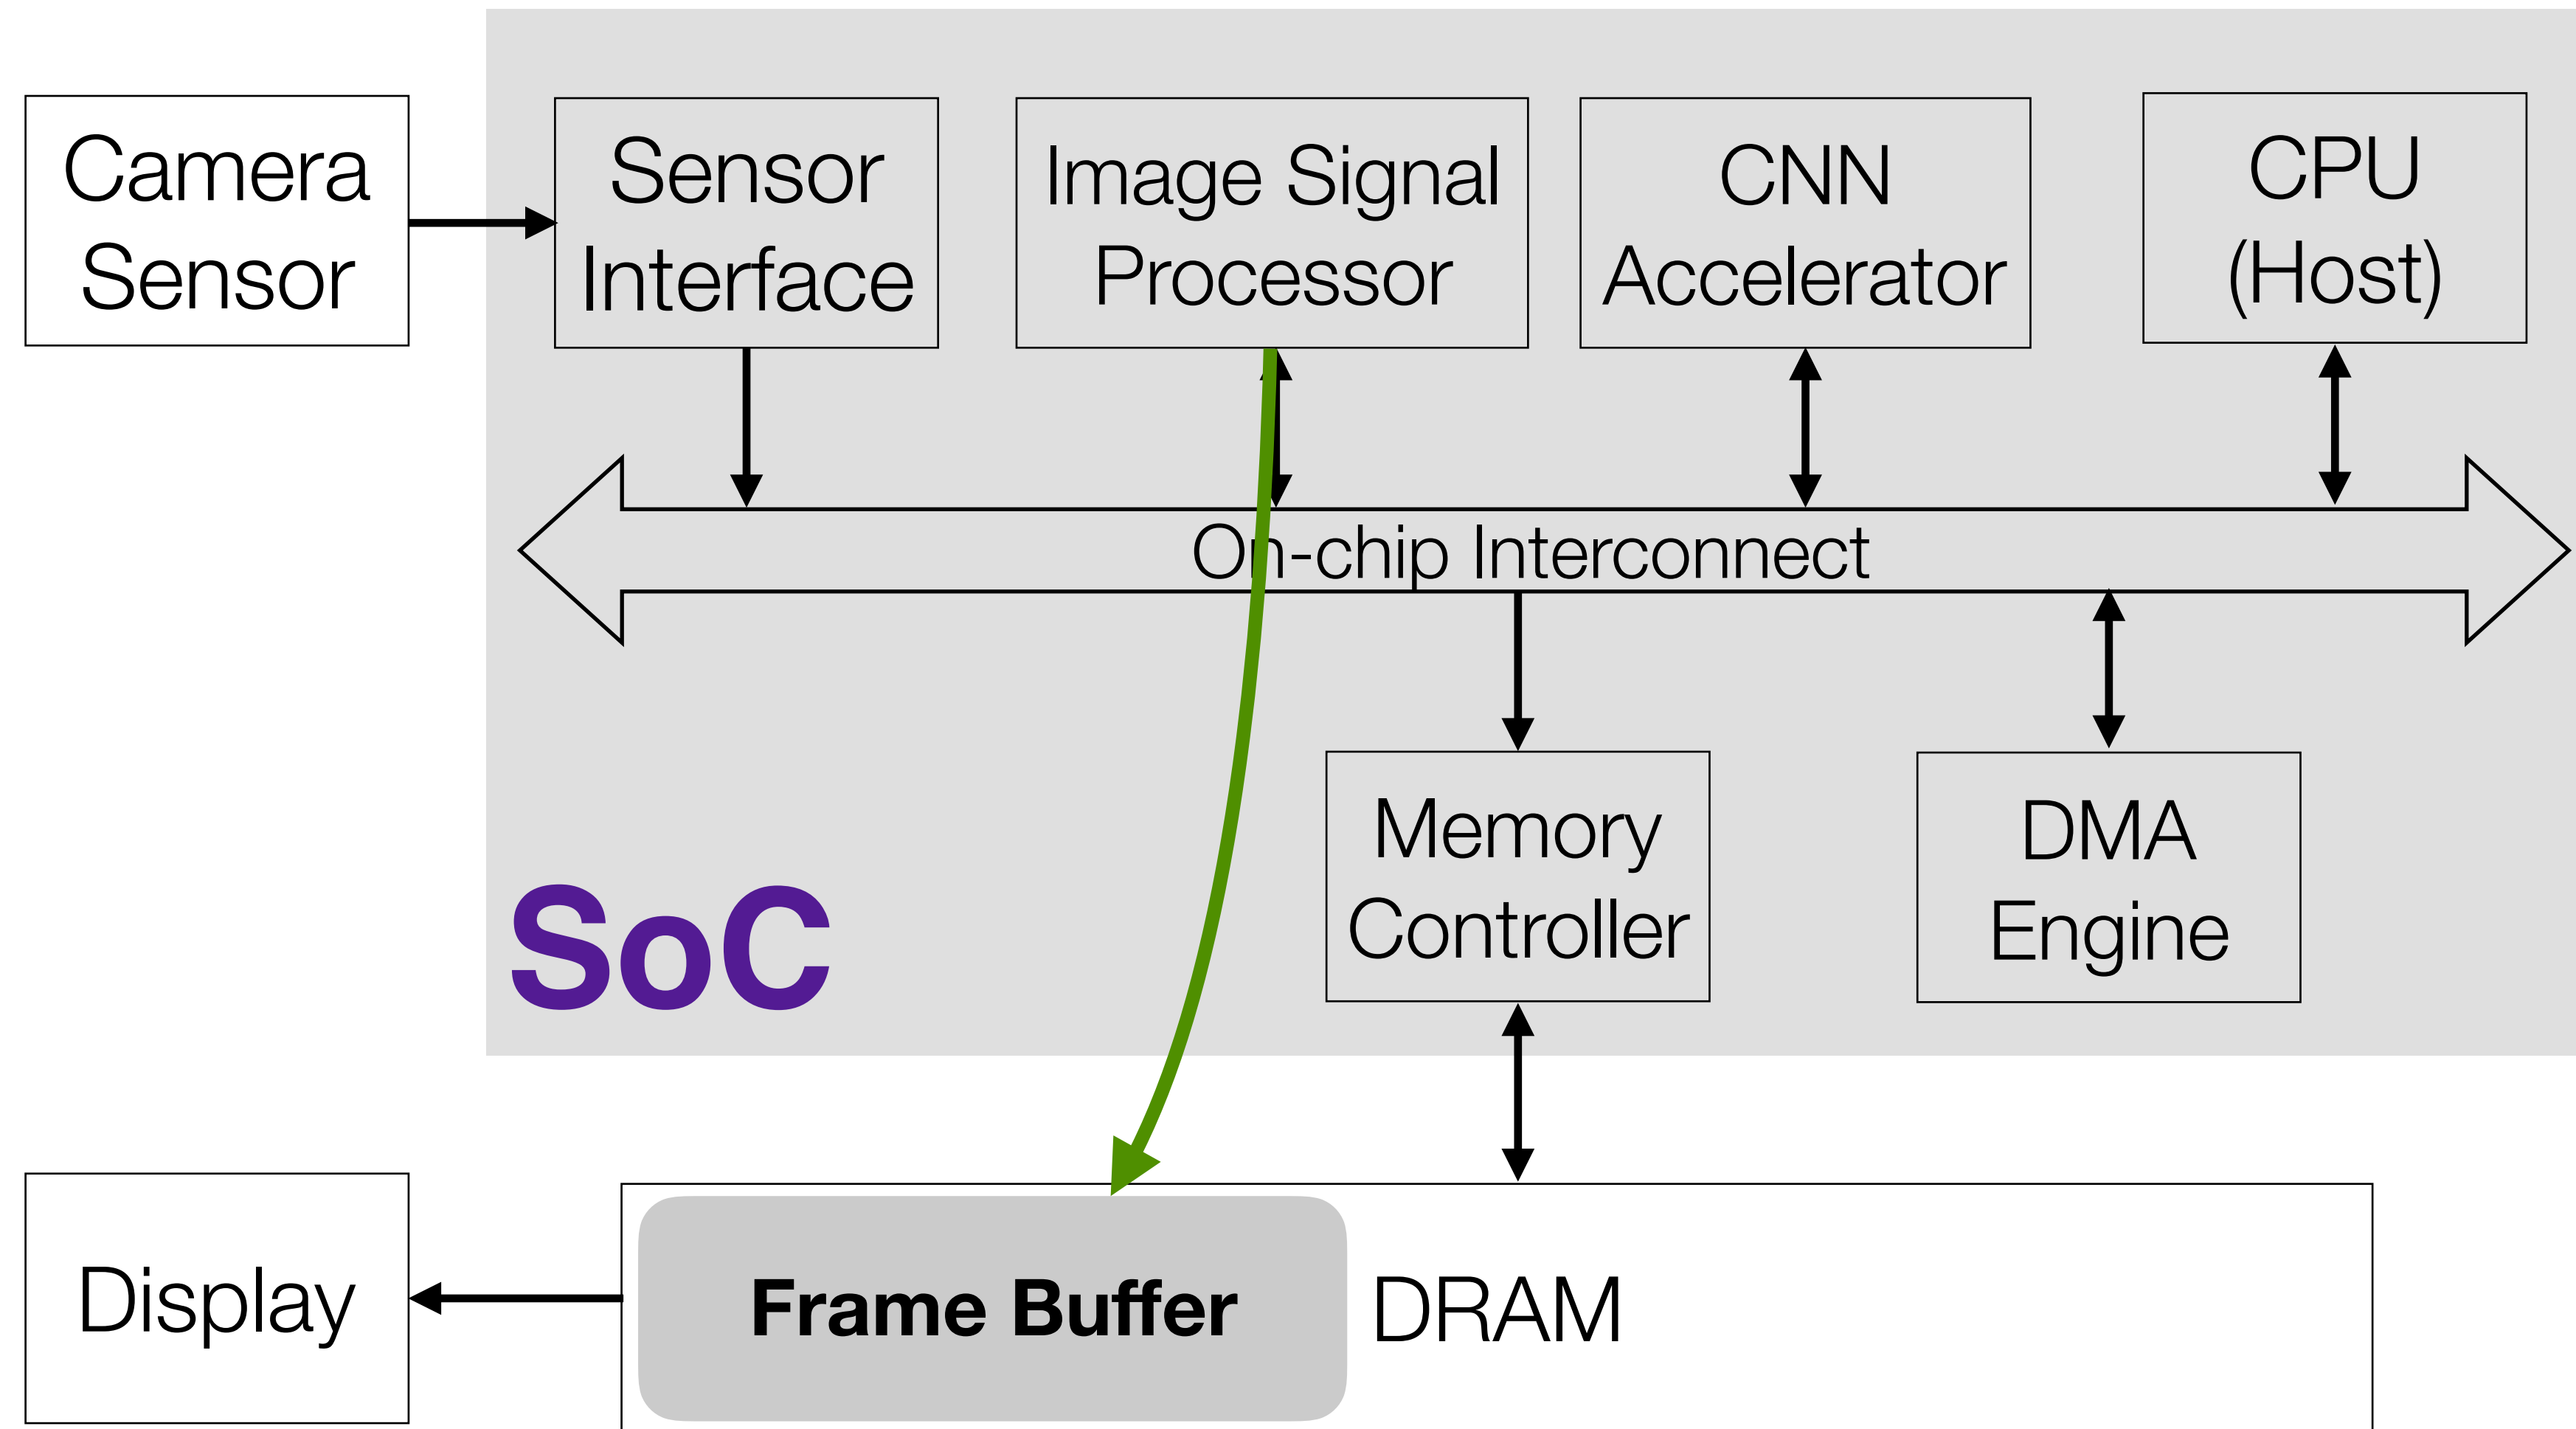 Camera
Sensor
Sensor
Interface
Image Signal
Processor
CNN
Accelerator
CPU
(Host)
On-chip Interconnect
Memory
Controller
DMA
Engine
SoC
Display
Frame Buffer
DRAM